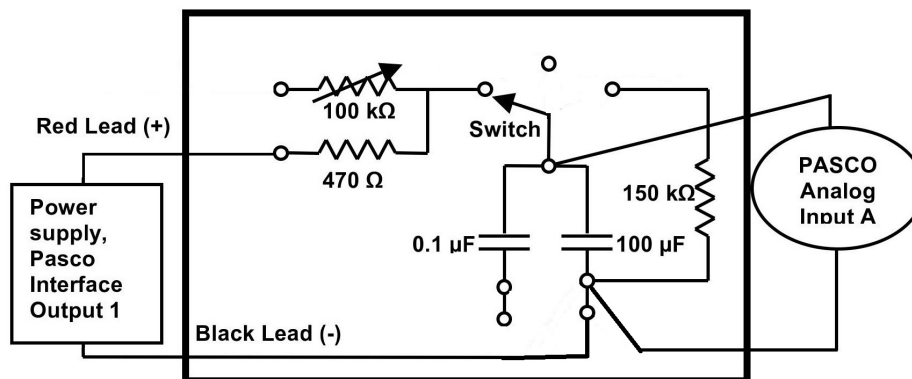 100 kΩ
Red Lead (+)
Switch
470 Ω
Power
supply,
Pasco
Interface
Output 1
0.1 µF
100 µF
150 kΩ
PASCO
Analog
Input A
Black Lead (-)